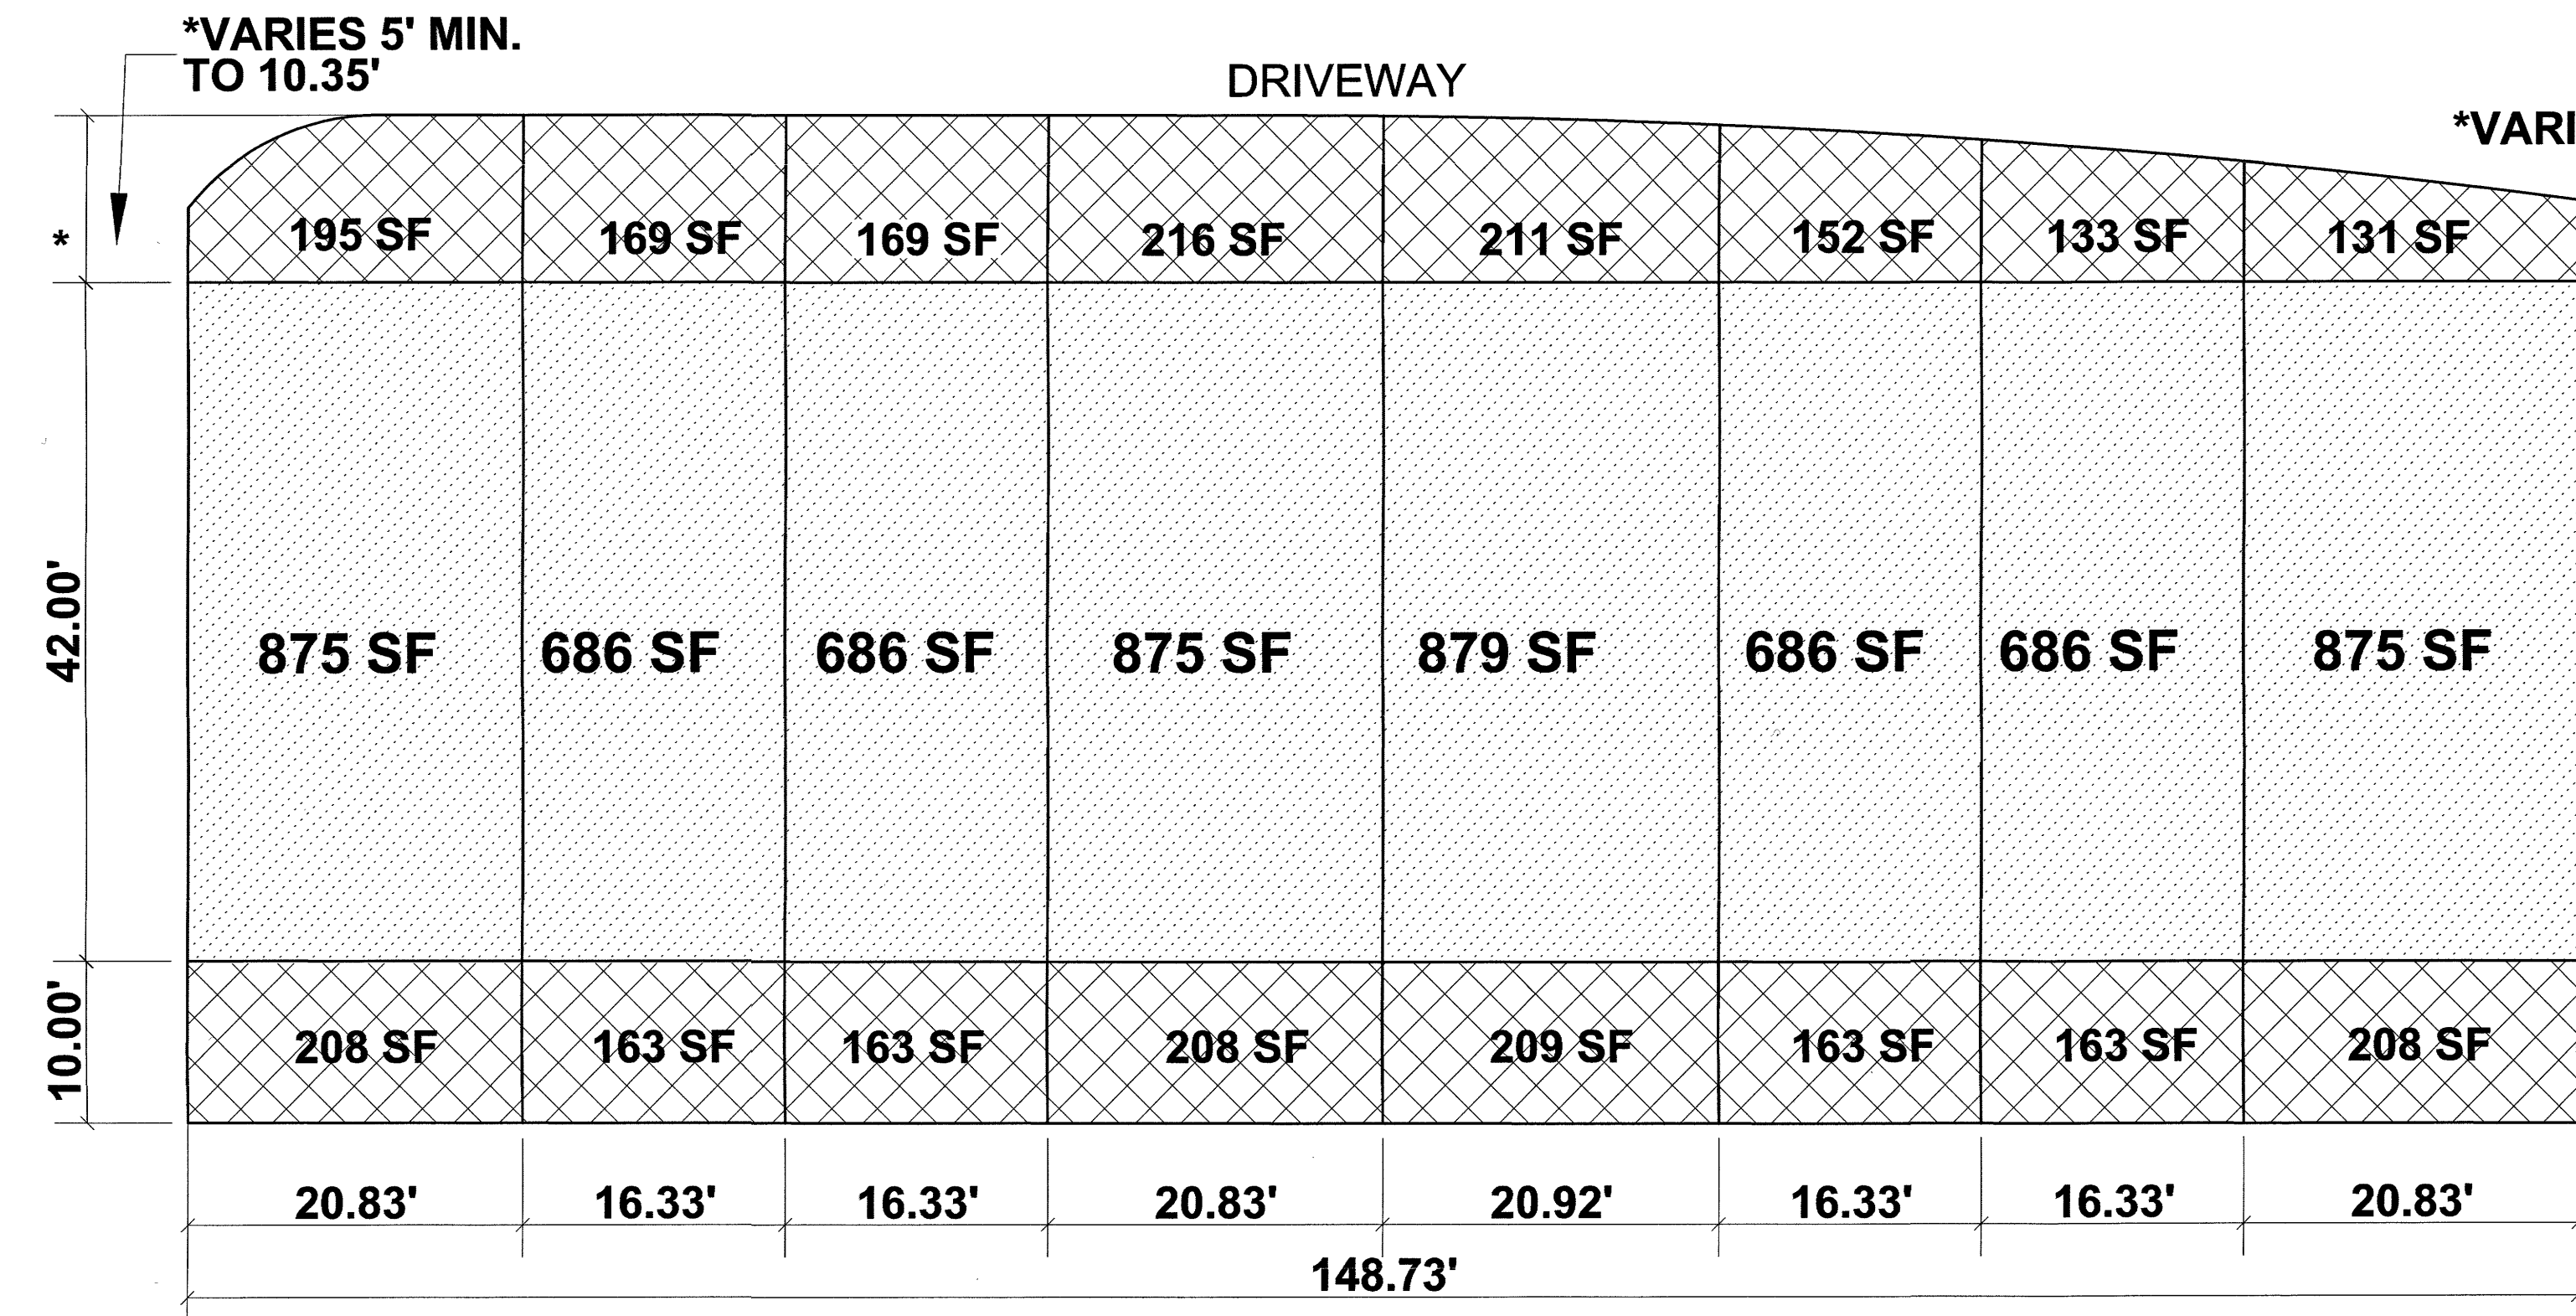 *VARIES 5' MIN.
TO 10.35'
DRIVEWAY
*VARI
*
195 SF
169 SF
169 SF
216 SF
211 SF
152 SF
133 SF
131 SF
42.00'
875 SF
686 SF
686 SF
875 SF
879 SF
686 SF
686 SF
875 SF
10.00'
208 SF
163 SF
163 SF
208 SF
209 SF
163 SF
163 SF
208 SF
20.83'
16.33'
16.33'
20.83'
20.92'
16.33'
16.33'
20.83'
148.73'